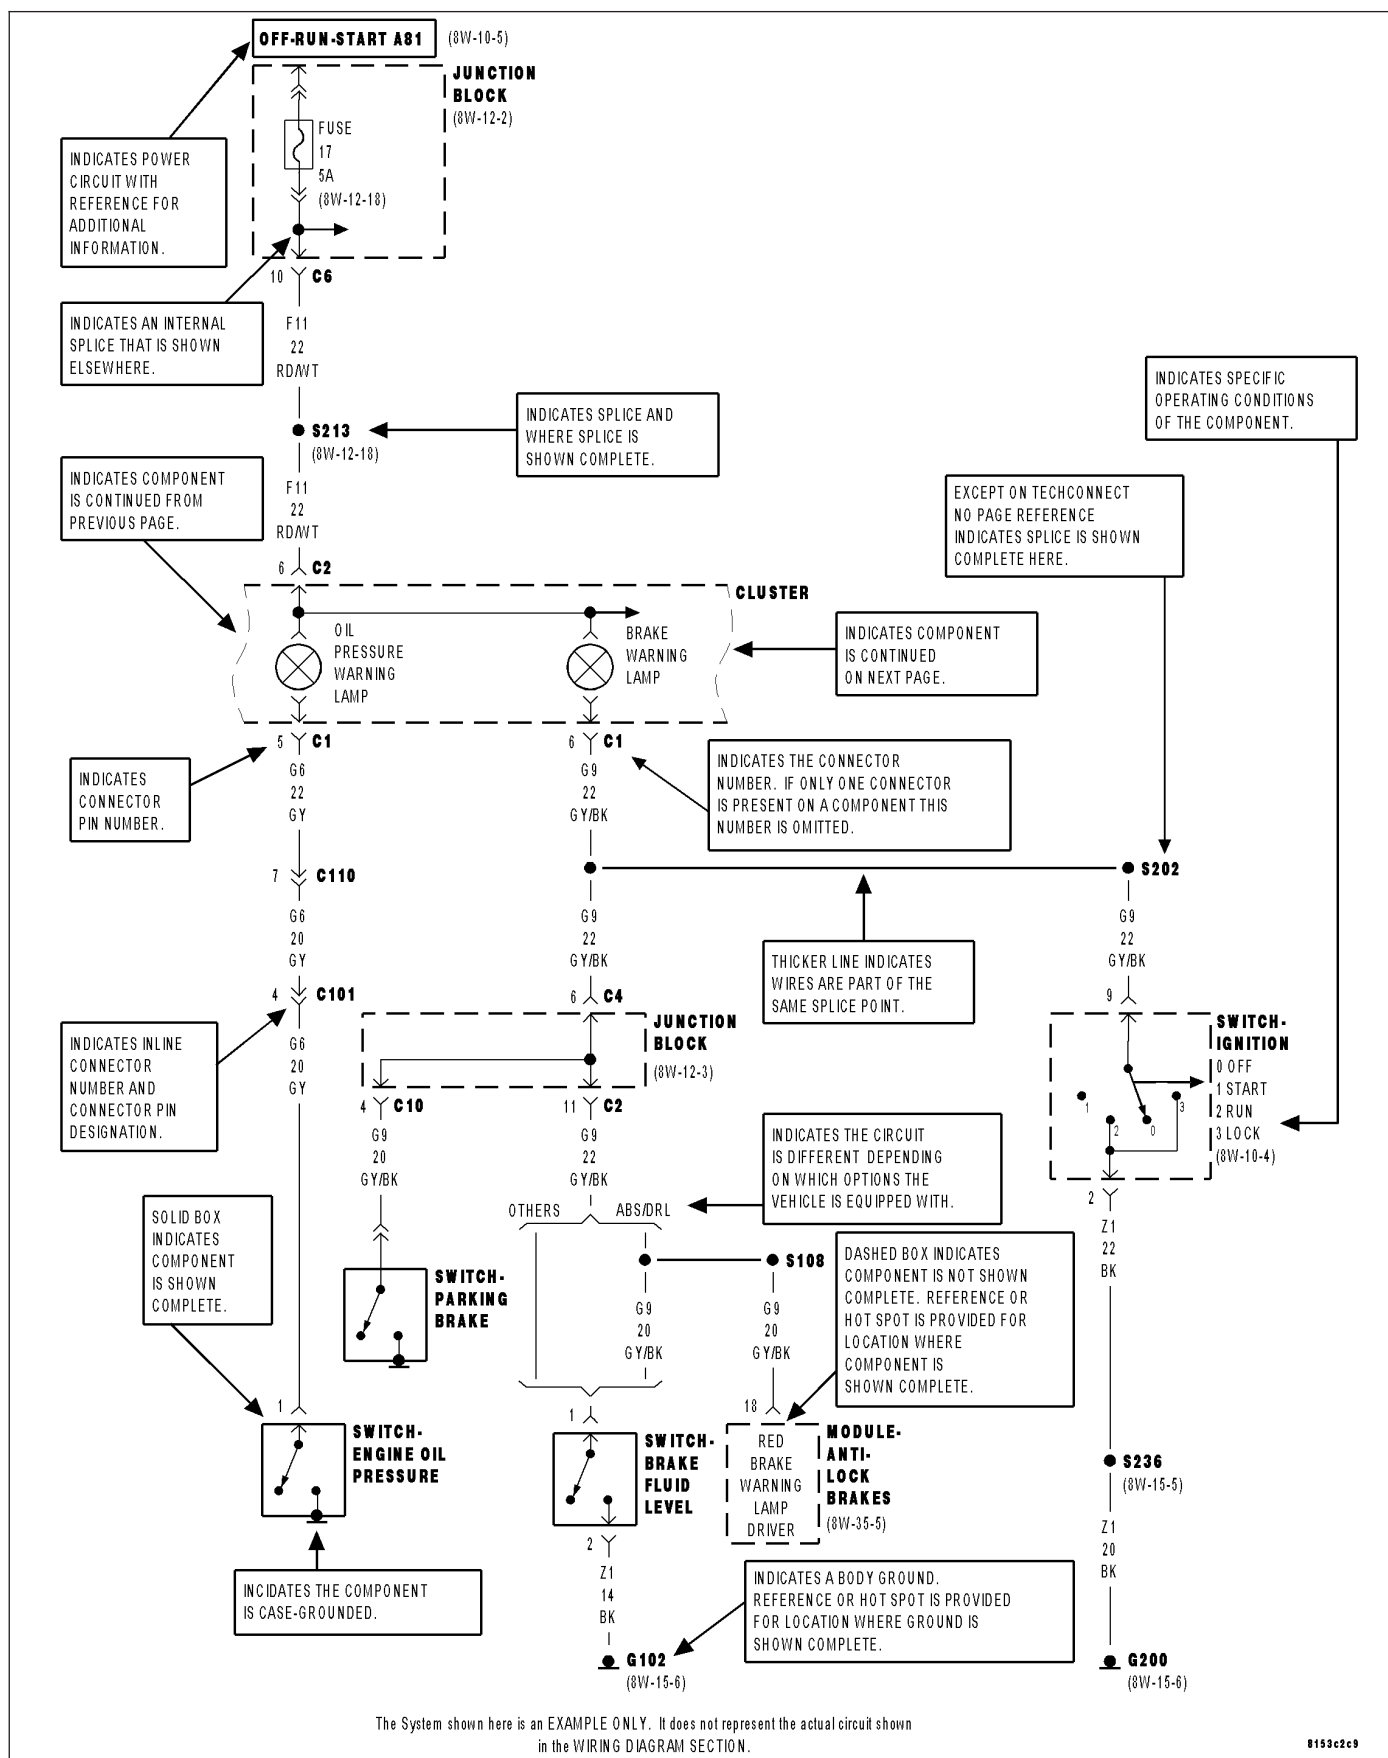 OFF-RUN-START A81 (8W-10-5)
JUNCTION
BLOCK
(8W-12-2)
FUSE
17
5A
(8W-12-18)
INDICATES POWER
CIRCUIT WITH
REFERENCE FOR
ADDITIONAL
INFORMATION.
10 C6
INDICATES AN INTERNAL
SPLICE THAT IS SHOWN
ELSEWHERE.
F11
22
RD/WT
INDICATES SPECIFIC
OPERATING CONDITIONS
OF THE COMPONENT.
S213
(8W-12-18)
INDICATES SPLICE AND
WHERE SPLICE IS
SHOWN COMPLETE.
INDICATES COMPONENT
IS CONTINUED FROM
PREVIOUS PAGE.
F11
22
RD/WT
EXCEPT ON TECHCONNECT
NO PAGE REFERENCE
INDICATES SPLICE IS SHOWN
COMPLETE HERE.
6 C2
CLUSTER
OIL
PRESSURE
WARNING
LAMP
BRAKE
WARNING
LAMP
INDICATES COMPONENT
IS CONTINUED
ON NEXT PAGE.
5 C1
6 C1
INDICATES
CONNECTOR
PIN NUMBER.
G6
22
GY
G9
22
GY/BK
INDICATES THE CONNECTOR
NUMBER. IF ONLY ONE CONNECTOR
IS PRESENT ON A COMPONENT THIS
NUMBER IS OMITTED.
7 C110
S202
G6
20
GY
G9
22
GY/BK
G9
22
GY/BK
THICKER LINE INDICATES
WIRES ARE PART OF THE
SAME SPLICE POINT.
4 C101
6 C4
9
INDICATES INLINE
CONNECTOR
NUMBER AND
CONNECTOR PIN
DESIGNATION.
G6
20
GY
JUNCTION
BLOCK
(8W-12-3)
SWITCH-
IGNITION
0 OFF
1 START
2 RUN
3 LOCK
(8W-10-4)
1
2
0
3
4 C10
11 C2
G9
20
GY/BK
G9
22
GY/BK
INDICATES THE CIRCUIT
IS DIFFERENT DEPENDING
ON WHICH OPTIONS THE
VEHICLE IS EQUIPPED WITH.
2
Z1
22
BK
OTHERS
ABS/DRL
SOLID BOX
INDICATES
COMPONENT
IS SHOWN
COMPLETE.
S108
DASHED BOX INDICATES
COMPONENT IS NOT SHOWN
COMPLETE. REFERENCE OR
HOT SPOT IS PROVIDED FOR
LOCATION WHERE
COMPONENT IS
SHOWN COMPLETE.
SWITCH-
PARKING
BRAKE
G9
20
GY/BK
G9
20
GY/BK
1
1
18
SWITCH-
ENGINE OIL
PRESSURE
SWITCH-
BRAKE
FLUID
LEVEL
RED
BRAKE
WARNING
LAMP
DRIVER
MODULE-
ANTI-
LOCK
BRAKES
(8W-35-5)
S236
(8W-15-5)
2
Z1
14
BK
Z1
20
BK
INCIDATES THE COMPONENT
IS CASE-GROUNDED.
INDICATES A BODY GROUND.
REFERENCE OR HOT SPOT IS PROVIDED
FOR LOCATION WHERE GROUND IS
SHOWN COMPLETE.
G102
(8W-15-6)
G200
(8W-15-6)
The System shown here is an EXAMPLE ONLY. It does not represent the actual circuit shown
in the WIRING DIAGRAM SECTION.
8153c2c9